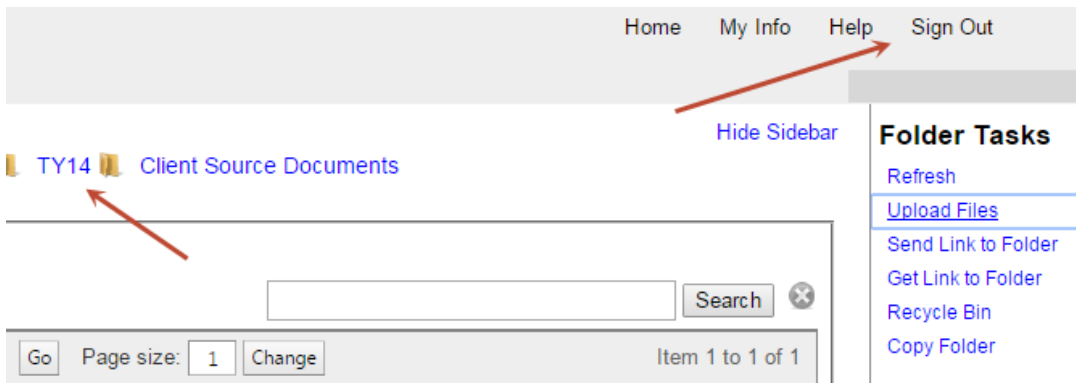 Home My Info Help Sign Out
Hide Sidebar
Folder Tasks
TY14 Client Source Documents
Refresh
Upload Files
Send Link to Folder
Get Link to Folder
Search
Recycle Bin
Go Page size: 1 Change Item 1 to 1 of 1
Copy Folder